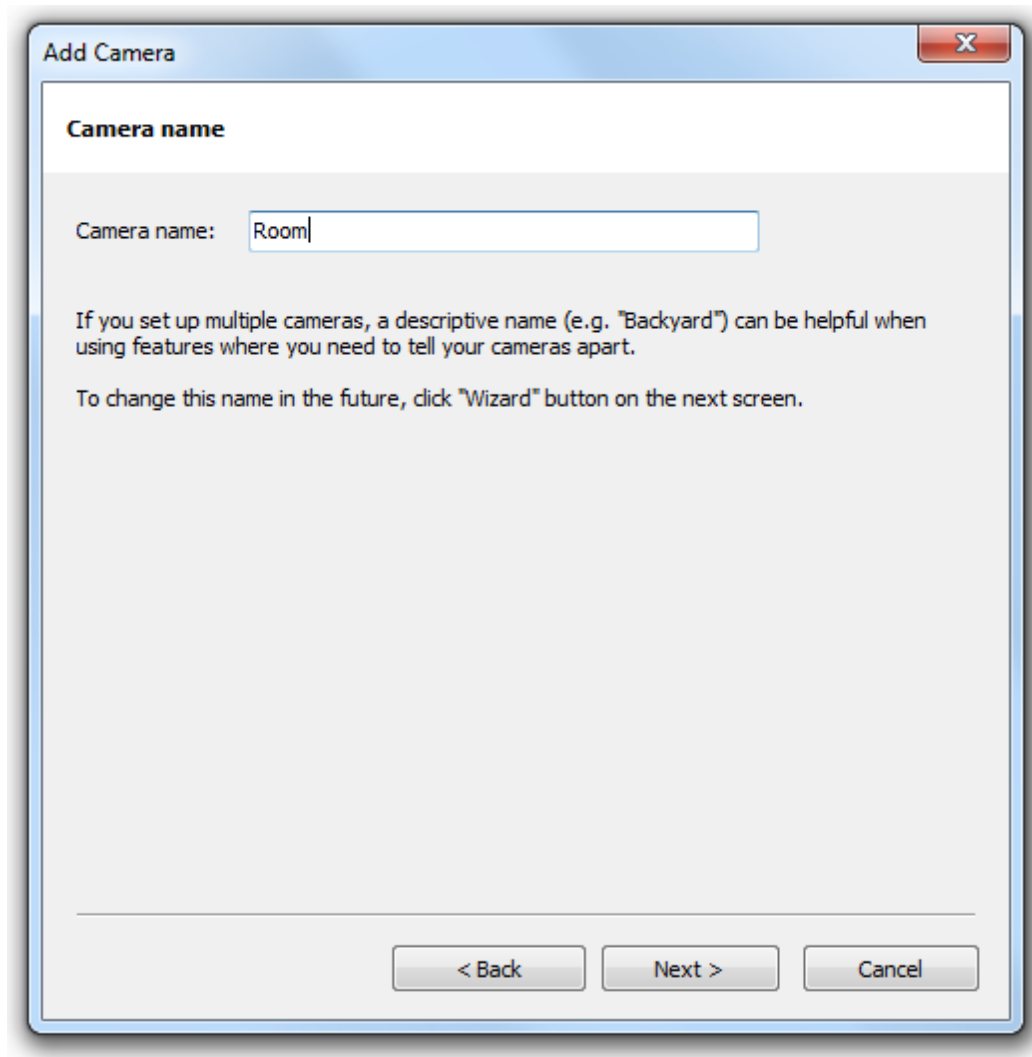 Add Camera
Camera name
Camera name: Room
If you set up multiple cameras, a descriptive name (e.g. "Backyard") can be helpful when
using features where you need to tell your cameras apart.
To change this name in the future, click "Wizard" button on the next screen.
< Back Next > Cancel